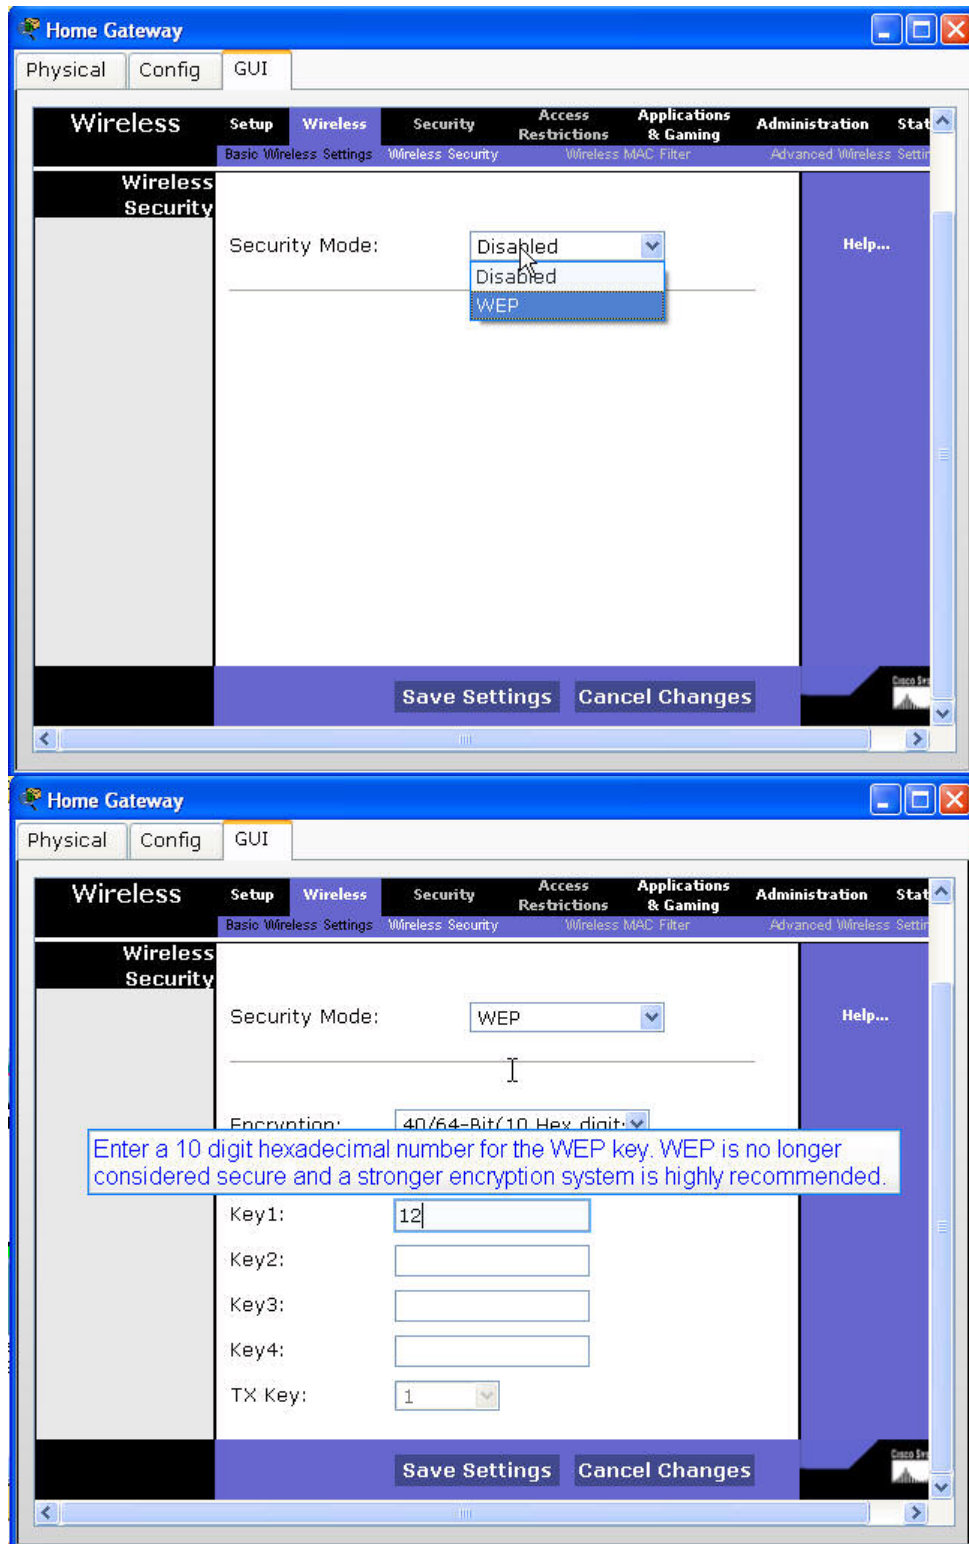 Home Gateway
Physical Config GUI
Wireless Setup Wireless Security Access Restrictions Applications & Gaming Administration Stat
Basic Wireless Settings Wireless Security Wireless MAC Filter Advanced Wireless Settin
Wireless
Security
Security Mode: Disabled
Help...
Disabled
WEP
Save Settings Cancel Changes
Home Gateway
Physical Config GUI
Wireless Setup Wireless Security Access Restrictions Applications & Gaming Administration Stat
Basic Wireless Settings Wireless Security Wireless MAC Filter Advanced Wireless Settin
Wireless
Security
Security Mode: WEP
Help...
Encryption: 40/64-Bit(10 Hex digit
Enter a 10 digit hexadecimal number for the WEP key. WEP is no longer
considered secure and a stronger encryption system is highly recommended.
Key1: 12
Key2:
Key3:
Key4:
TX Key: 1
Save Settings Cancel Changes